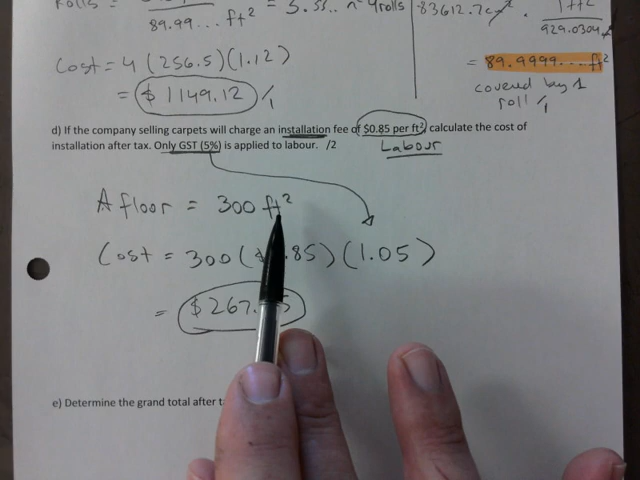 89.99... ft² = 3.33.. ≈ 4 rolls
83612.7 cm² · 1 ft²
929.0304
Cost = 4 (256.5)(1.12)
= $1149.12 /1
= 89.9999... ft²
covered by 1
roll /1
d) If the company selling carpets will charge an installation fee of $0.85 per ft², calculate the cost of
installation after tax. Only GST (5%) is applied to labour. /2
Labour
A floor = 300 ft²
Cost = 300 ( .85)(1.05)
= $267.
e) Determine the grand total after t